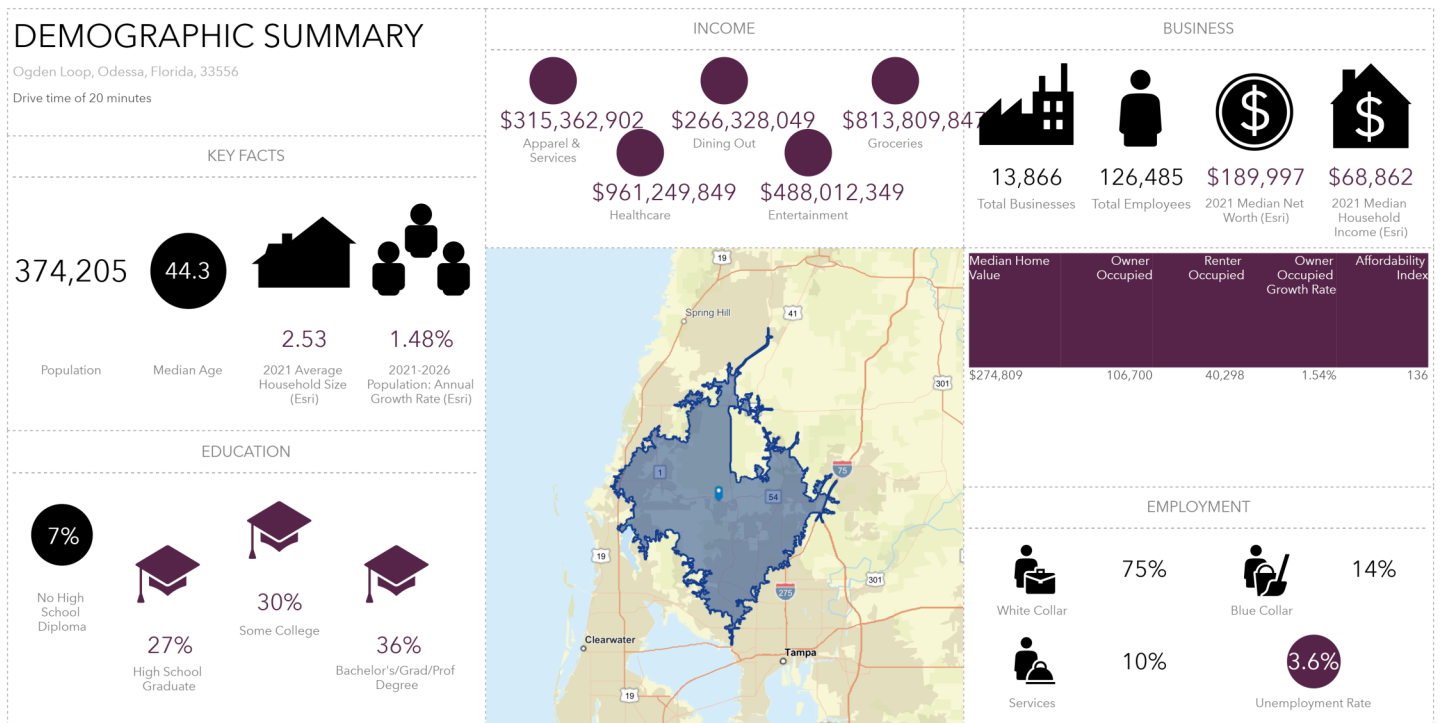 DEMOGRAPHIC SUMMARY
Ogden Loop, Odessa, Florida, 33556
Drive time of 20 minutes
KEY FACTS
374,205
Population
44.3
Median Age
2.53
2021 Average
Household Size
(Esri)
1.48%
2021-2026
Population: Annual
Growth Rate (Esri)
EDUCATION
7%
No High
School
Diploma
27%
High School
Graduate
30%
Some College
36%
Bachelor's/Grad/Prof
Degree
INCOME
$315,362,902
Apparel &
Services
$266,328,049
Dining Out
$813,809,847
Groceries
$961,249,849
Healthcare
$488,012,349
Entertainment
19
Spring Hill
41
301
75
1
54
19
301
275
Clearwater
Tampa
19
BUSINESS
13,866
Total Businesses
126,485
Total Employees
$189,997
2021 Median Net
Worth (Esri)
$68,862
2021 Median
Household
Income (Esri)
Median Home
Value
Owner
Occupied
Renter
Occupied
Owner
Occupied
Growth Rate
Affordability
Index
$274,809
106,700
40,298
1.54%
136
EMPLOYMENT
75%
White Collar
14%
Blue Collar
10%
Services
3.6%
Unemployment Rate